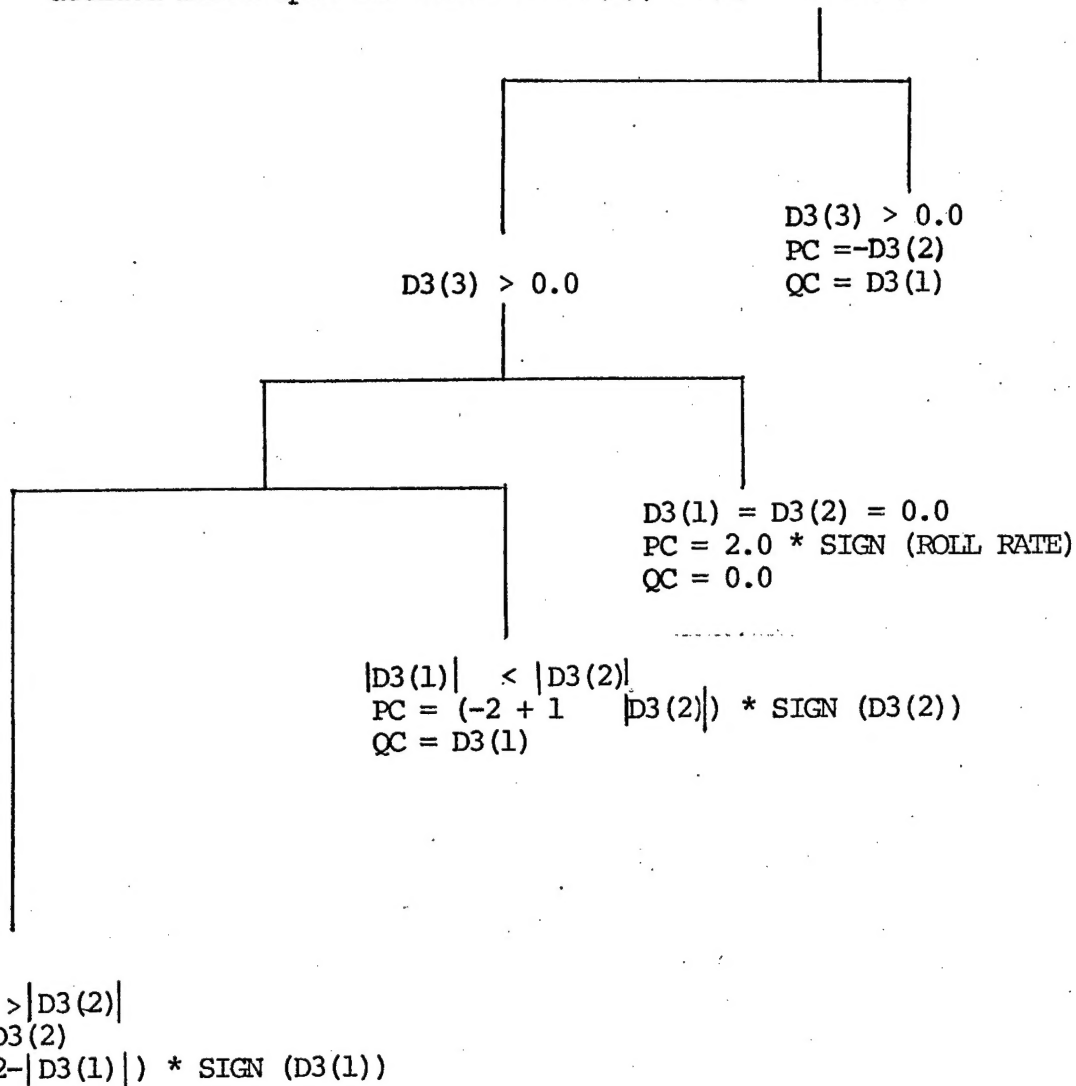 D3(3) > 0.0
PC =-D3(2)
QC = D3(1)
D3(3) > 0.0
D3(1) = D3(2) = 0.0
PC = 2.0 * SIGN (ROLL RATE)
QC = 0.0
|D3(1)| < |D3(2)|
PC = (-2 + 1 |D3(2)|) * SIGN (D3(2))
QC = D3(1)
>|D3(2)|
D3(2)
2-|D3(1)|) * SIGN (D3(1))